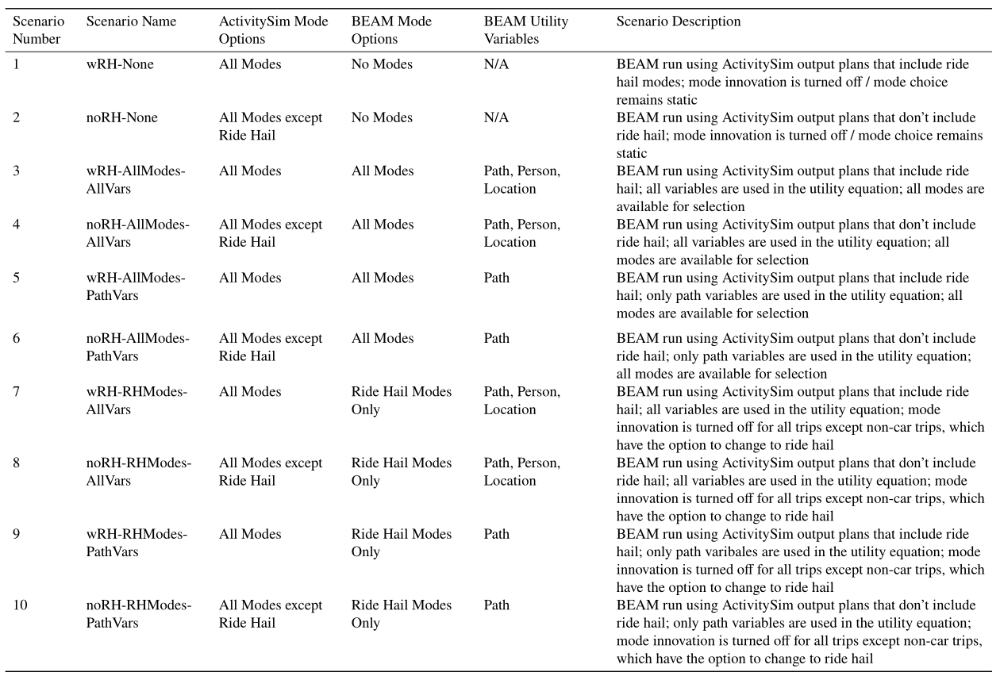 Scenario Number
Scenario Name
ActivitySim Mode Options
BEAM Mode Options
BEAM Utility Variables
Scenario Description
1
wRH-None
All Modes
No Modes
N/A
BEAM run using ActivitySim output plans that include ride
hail modes; mode innovation is turned off / mode choice
remains static
2
noRH-None
All Modes except
Ride Hail
No Modes
N/A
BEAM run using ActivitySim output plans that don't include
ride hail; mode innovation is turned off / mode choice remains
static
3
wRH-AllModes-
AllVars
All Modes
All Modes
Path, Person,
Location
BEAM run using ActivitySim output plans that include ride
hail; all variables are used in the utility equation; all modes are
available for selection
4
noRH-AllModes-
AllVars
All Modes except
Ride Hail
All Modes
Path, Person,
Location
BEAM run using ActivitySim output plans that don't include
ride hail; all variables are used in the utility equation; all
modes are available for selection
5
wRH-AllModes-
PathVars
All Modes
All Modes
Path
BEAM run using ActivitySim output plans that include ride
hail; only path variables are used in the utility equation; all
modes are available for selection
6
noRH-AllModes-
PathVars
All Modes except
Ride Hail
All Modes
Path
BEAM run using ActivitySim output plans that don't include
ride hail; only path variables are used in the utility equation;
all modes are available for selection
7
wRH-RHModes-
AllVars
All Modes
Ride Hail Modes
Only
Path, Person,
Location
BEAM run using ActivitySim output plans that include ride
hail; all variables are used in the utility equation; mode
innovation is turned off for all trips except non-car trips, which
have the option to change to ride hail
8
noRH-RHModes-
AllVars
All Modes except
Ride Hail
Ride Hail Modes
Only
Path, Person,
Location
BEAM run using ActivitySim output plans that don't include
ride hail; all variables are used in the utility equation; mode
innovation is turned off for all trips except non-car trips, which
have the option to change to ride hail
9
wRH-RHModes-
PathVars
All Modes
Ride Hail Modes
Only
Path
BEAM run using ActivitySim output plans that include ride
hail; only path varibales are used in the utility equation; mode
innovation is turned off for all trips except non-car trips, which
have the option to change to ride hail
10
noRH-RHModes-
PathVars
All Modes except
Ride Hail
Ride Hail Modes
Only
Path
BEAM run using ActivitySim output plans that don't include
ride hail; only path variables are used in the utility equation;
mode innovation is turned off for all trips except non-car trips,
which have the option to change to ride hail